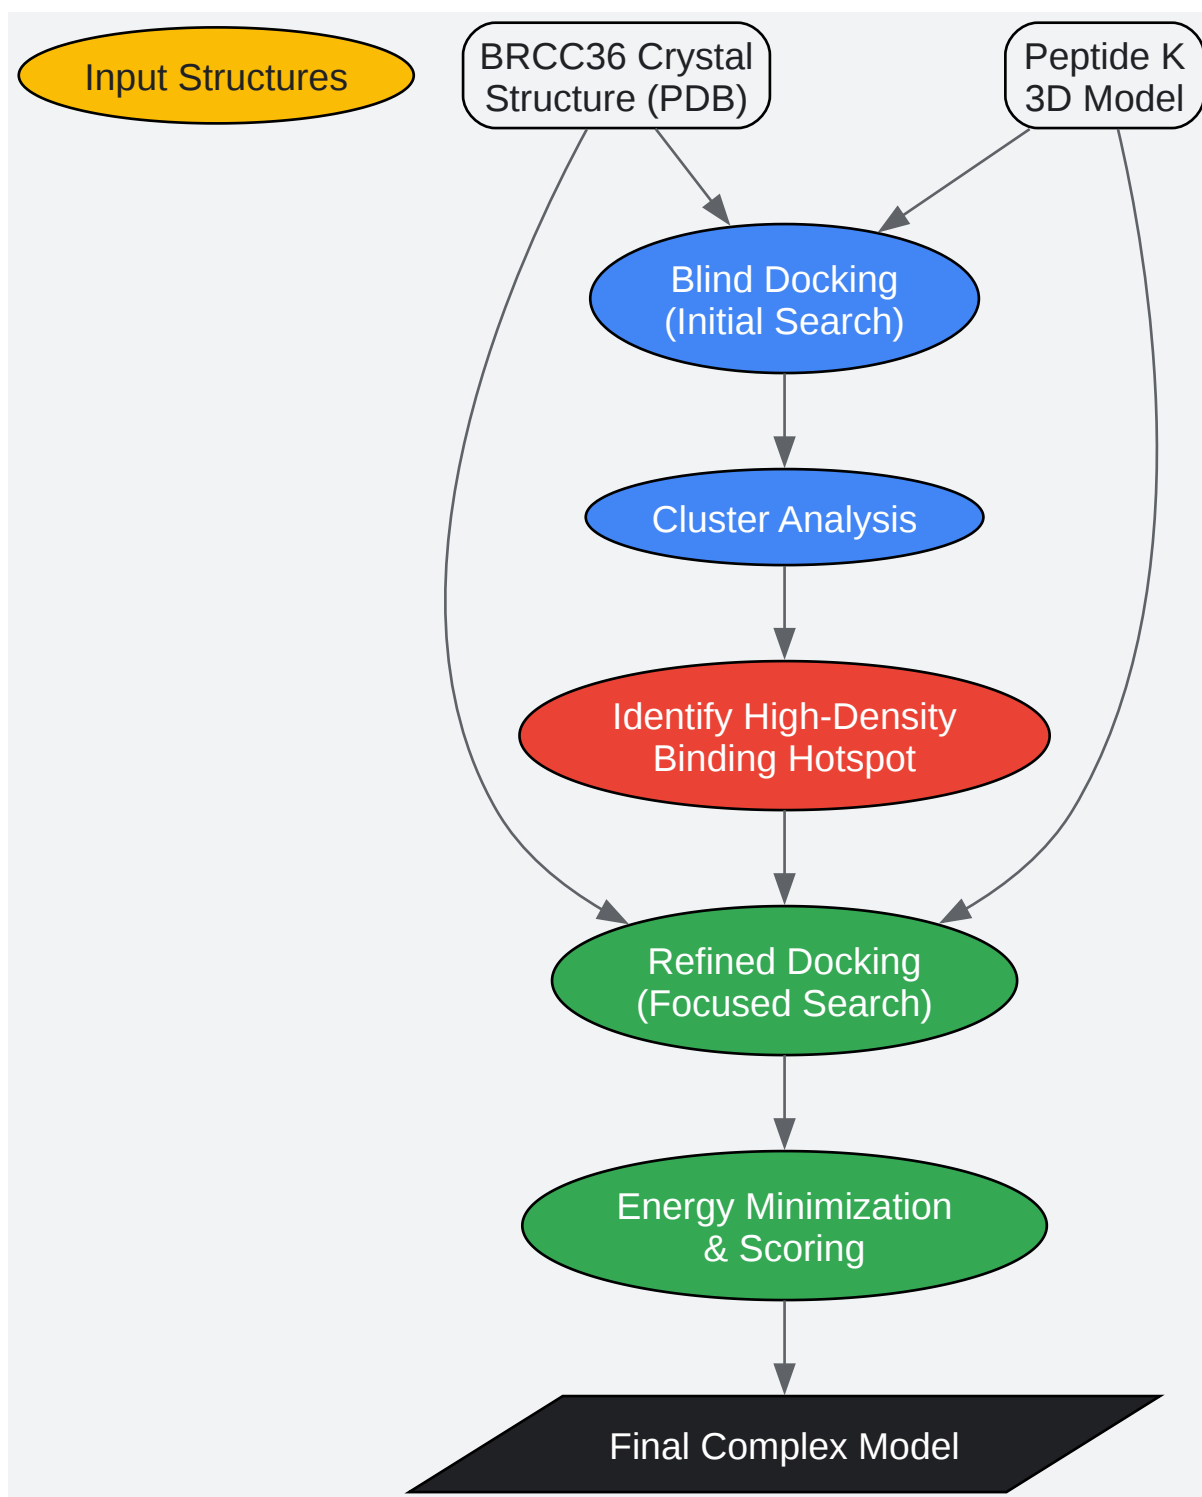 Input Structures
BRCC36 Crystal
Structure (PDB)
Peptide K
3D Model
Blind Docking
(Initial Search)
Cluster Analysis
Identify High-Density
Binding Hotspot
Refined Docking
(Focused Search)
Energy Minimization
& Scoring
Final Complex Model